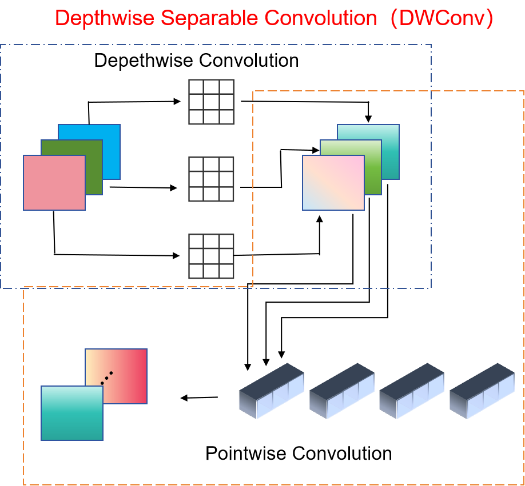 Depthwise Separable Convolution（DWConv）
Depethwise Convolution
Pointwise Convolution